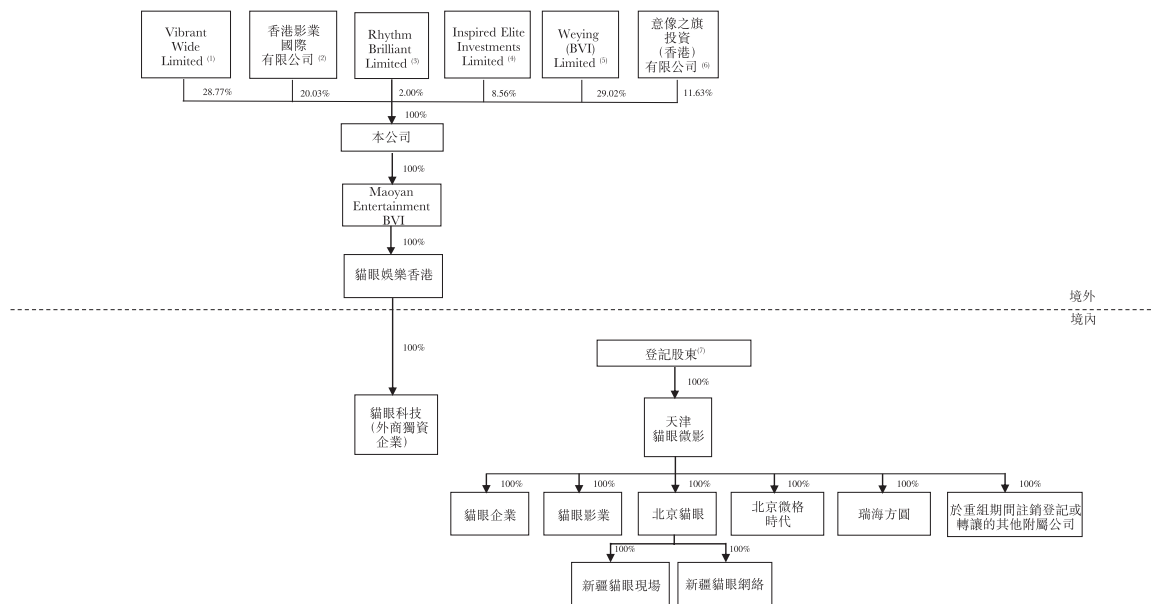 Vibrant
Wide
Limited (1)
香港影業
國際
有限公司 (2)
Rhythm
Brilliant
Limited (3)
Inspired Elite
Investments
Limited (4)
Weying
(BVI)
Limited (5)
意像之旗
投資
(香港)
有限公司 (6)
28.77%
20.03%
2.00%
8.56%
29.02%
11.63%
100%
本公司
100%
Maoyan
Entertainment
BVI
100%
貓眼娛樂香港
境外
境內
100%
登記股東(7)
100%
貓眼科技
(外商獨資
企業)
天津
貓眼微影
100%
100%
100%
100%
100%
100%
貓眼企業
貓眼影業
北京貓眼
北京微格
時代
瑞海方圓
於重組期間註銷登記或
轉讓的其他附屬公司
100%
100%
新疆貓眼現場
新疆貓眼網絡